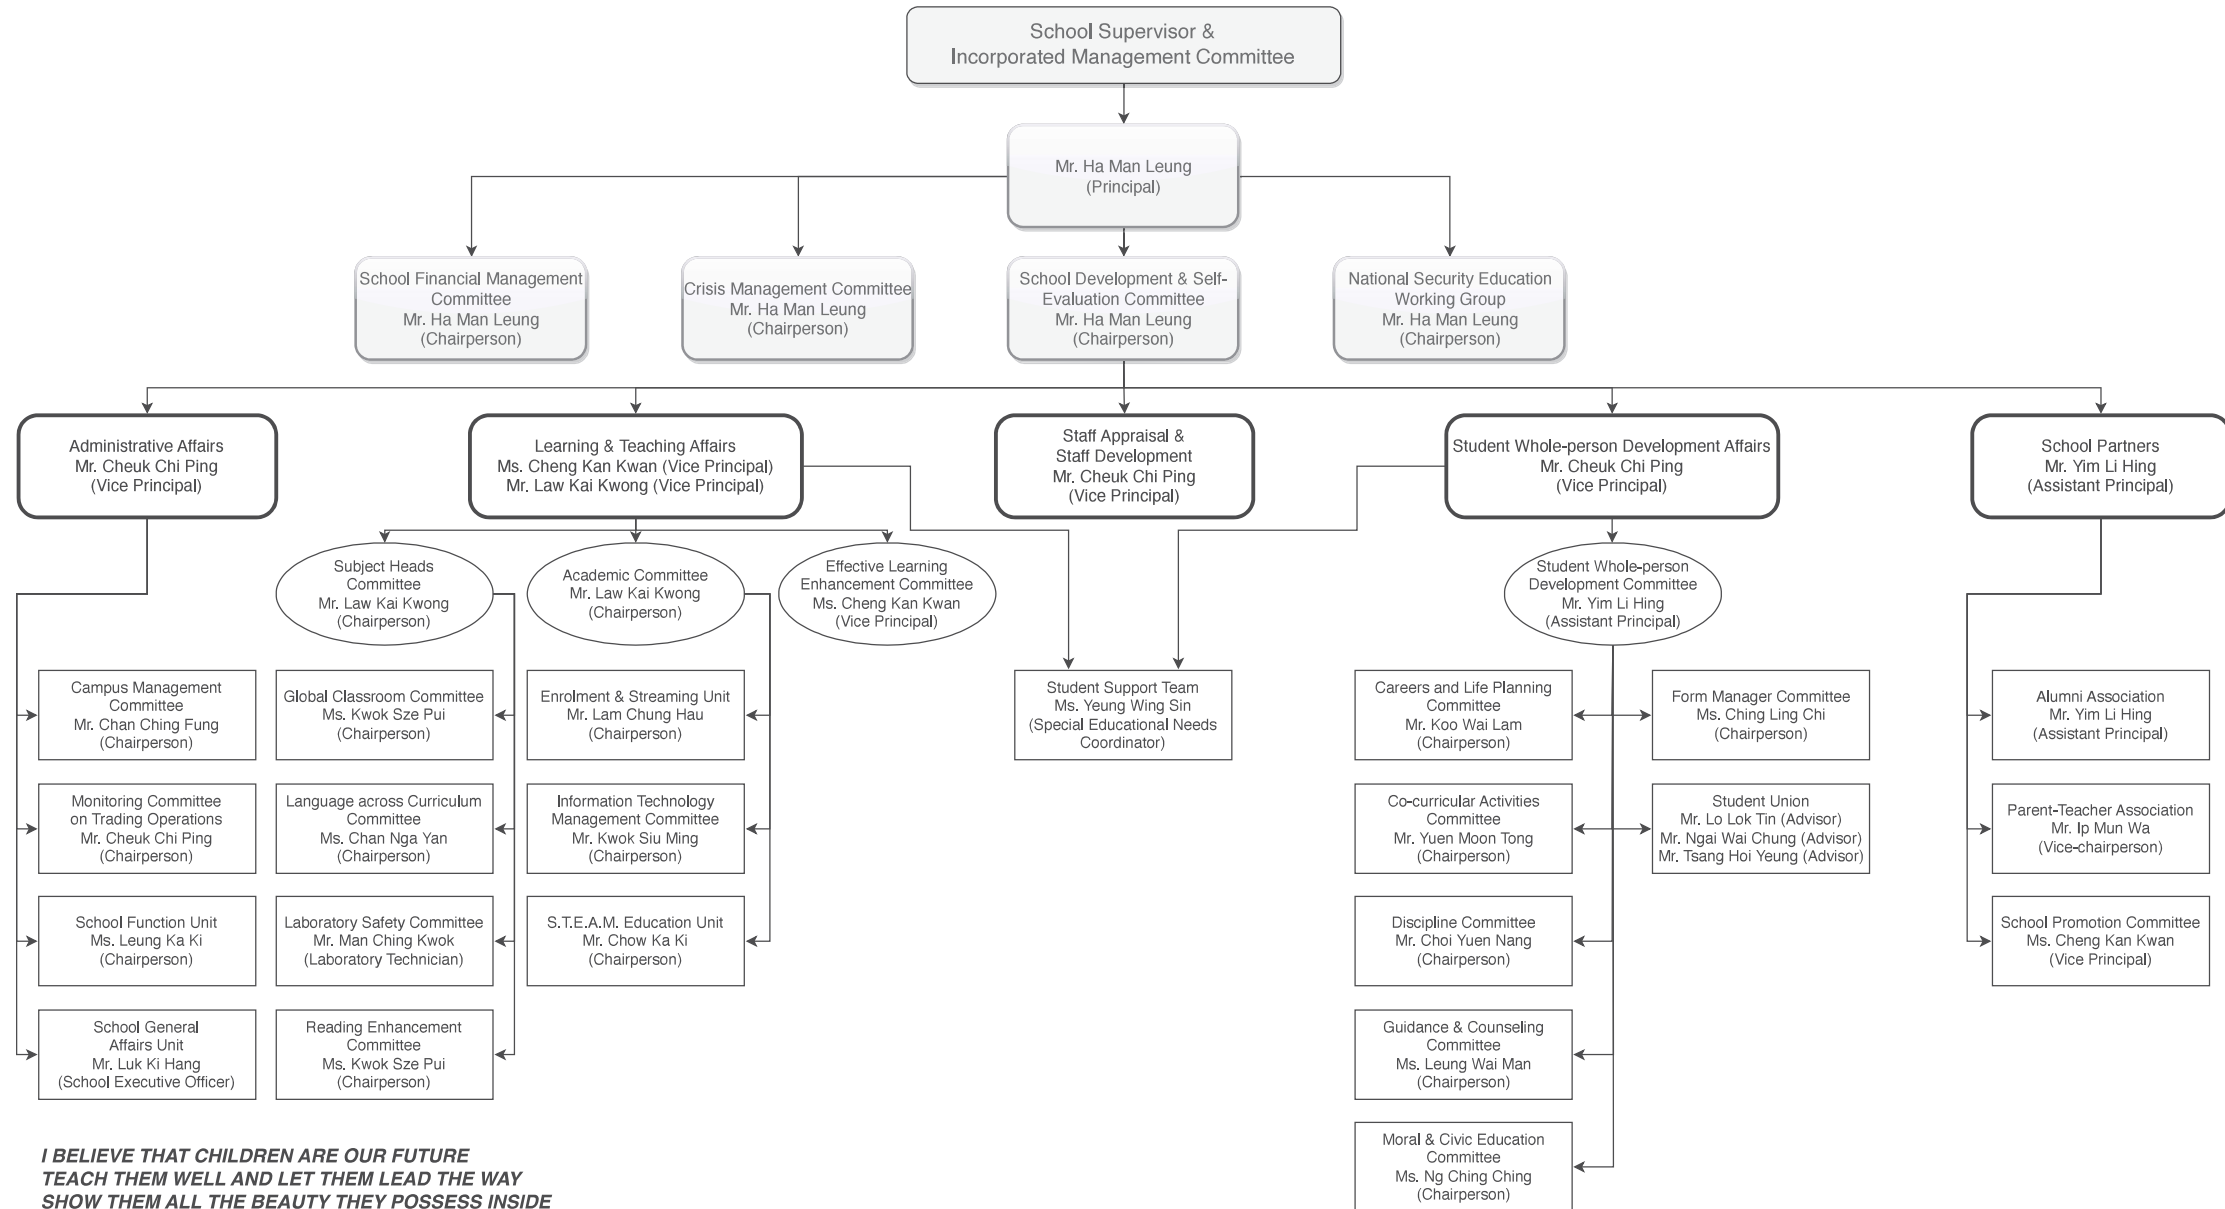 School Supervisor &
Incorporated Management Committee
Mr. Ha Man Leung
(Principal)
School Financial Management
Committee
Mr. Ha Man Leung
(Chairperson)
Crisis Management Committee
Mr. Ha Man Leung
(Chairperson)
School Development & Self-
Evaluation Committee
Mr. Ha Man Leung
(Chairperson)
National Security Education
Working Group
Mr. Ha Man Leung
(Chairperson)
Administrative Affairs
Mr. Cheuk Chi Ping
(Vice Principal)
Learning & Teaching Affairs
Ms. Cheng Kan Kwan (Vice Principal)
Mr. Law Kai Kwong (Vice Principal)
Staff Appraisal &
Staff Development
Mr. Cheuk Chi Ping
(Vice Principal)
Student Whole-person Development Affairs
Mr. Cheuk Chi Ping
(Vice Principal)
School Partners
Mr. Yim Li Hing
(Assistant Principal)
Subject Heads
Committee
Mr. Law Kai Kwong
(Chairperson)
Academic Committee
Mr. Law Kai Kwong
(Chairperson)
Effective Learning
Enhancement Committee
Ms. Cheng Kan Kwan
(Vice Principal)
Student Whole-person
Development Committee
Mr. Yim Li Hing
(Assistant Principal)
Campus Management
Committee
Mr. Chan Ching Fung
(Chairperson)
Global Classroom Committee
Ms. Kwok Sze Pui
(Chairperson)
Enrolment & Streaming Unit
Mr. Lam Chung Hau
(Chairperson)
Student Support Team
Ms. Yeung Wing Sin
(Special Educational Needs
Coordinator)
Careers and Life Planning
Committee
Mr. Koo Wai Lam
(Chairperson)
Form Manager Committee
Ms. Ching Ling Chi
(Chairperson)
Alumni Association
Mr. Yim Li Hing
(Assistant Principal)
Monitoring Committee
on Trading Operations
Mr. Cheuk Chi Ping
(Chairperson)
Language across Curriculum
Committee
Ms. Chan Nga Yan
(Chairperson)
Information Technology
Management Committee
Mr. Kwok Siu Ming
(Chairperson)
Co-curricular Activities
Committee
Mr. Yuen Moon Tong
(Chairperson)
Student Union
Mr. Lo Lok Tin (Advisor)
Mr. Ngai Wai Chung (Advisor)
Mr. Tsang Hoi Yeung (Advisor)
Parent-Teacher Association
Mr. Ip Mun Wa
(Vice-chairperson)
School Function Unit
Ms. Leung Ka Ki
(Chairperson)
Laboratory Safety Committee
Mr. Man Ching Kwok
(Laboratory Technician)
S.T.E.A.M. Education Unit
Mr. Chow Ka Ki
(Chairperson)
Discipline Committee
Mr. Choi Yuen Nang
(Chairperson)
School Promotion Committee
Ms. Cheng Kan Kwan
(Vice Principal)
School General
Affairs Unit
Mr. Luk Ki Hang
(School Executive Officer)
Reading Enhancement
Committee
Ms. Kwok Sze Pui
(Chairperson)
Guidance & Counseling
Committee
Ms. Leung Wai Man
(Chairperson)
Moral & Civic Education
Committee
Ms. Ng Ching Ching
(Chairperson)
I BELIEVE THAT CHILDREN ARE OUR FUTURE
TEACH THEM WELL AND LET THEM LEAD THE WAY
SHOW THEM ALL THE BEAUTY THEY POSSESS INSIDE